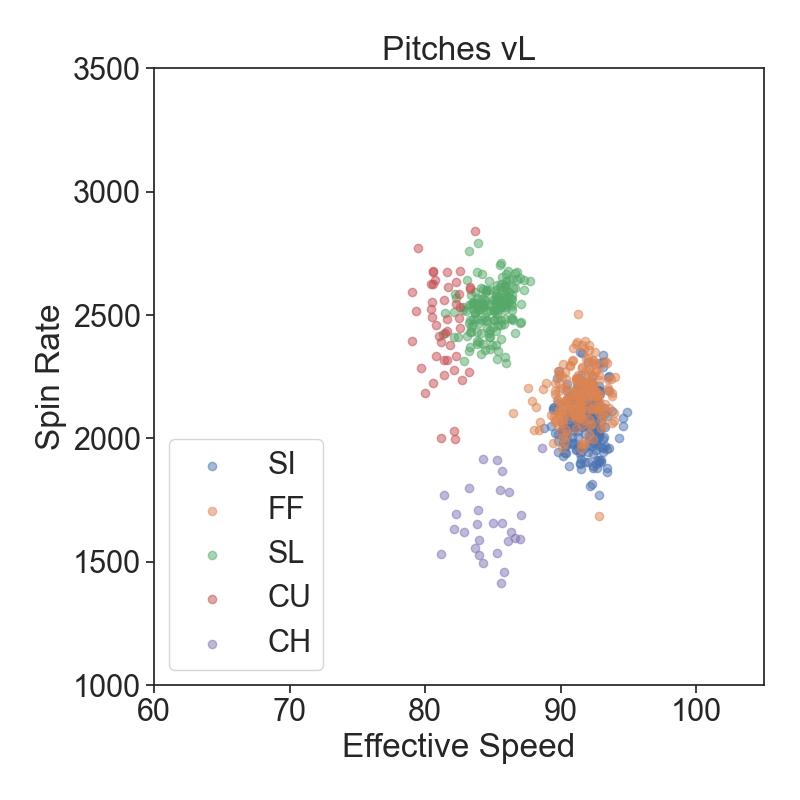 Pitches vL
3500
3000
2500
2000
1500
1000
Spin Rate
SI
FF
SL
CU
CH
60 70 80 90 100
Effective Speed